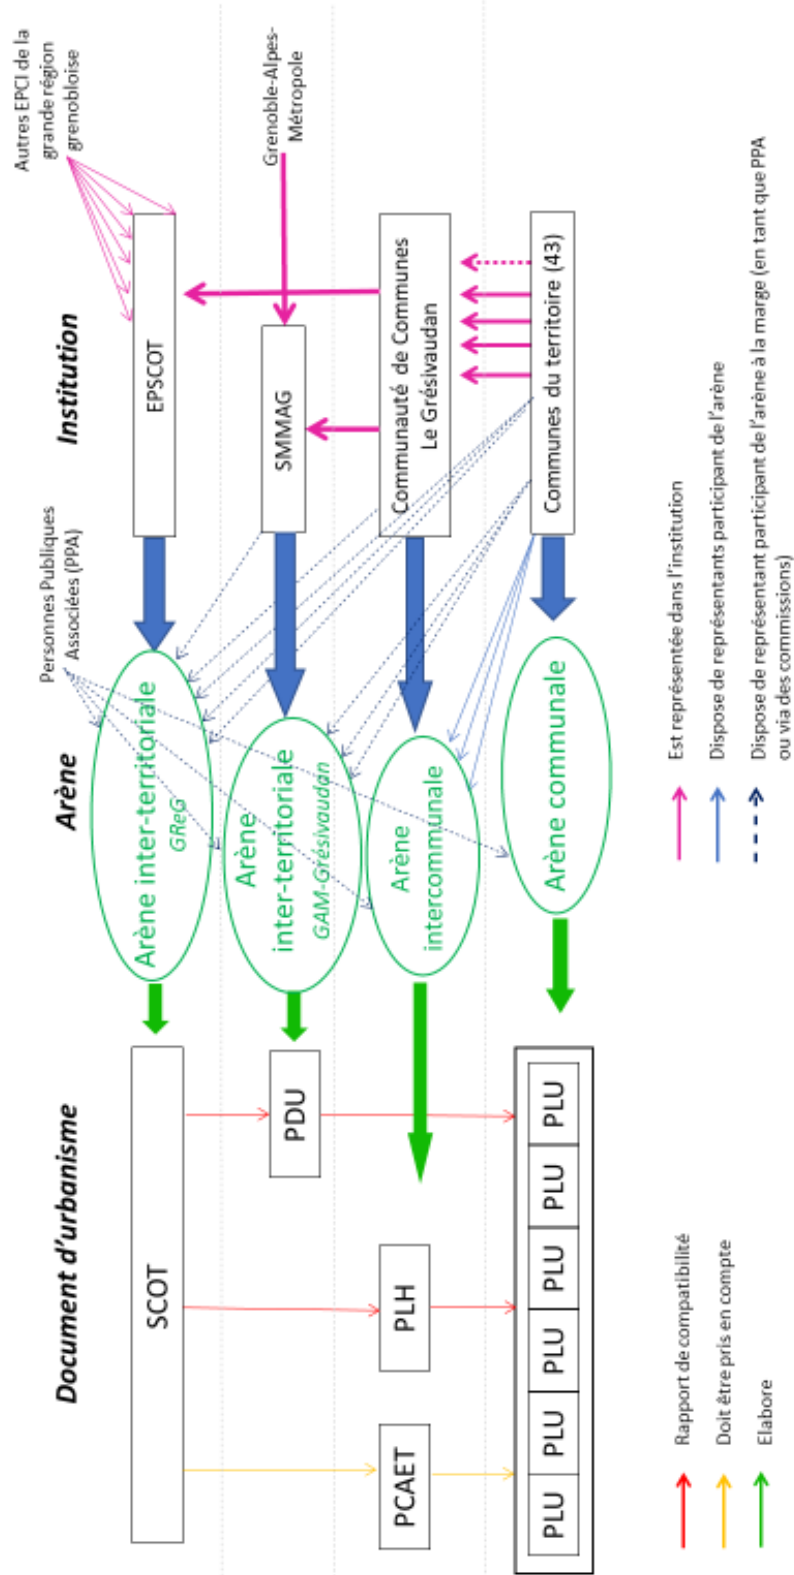 Document d'urbanisme
Arène
Institution
Autres EPCI de la
grande région
grenobloise
Personnes Publiques
Associées (PPA)
SCOT
Arène inter-territoriale
GReG
EPSCOT
Grenoble-Alpes-
Métropole
PDU
Arène
inter-territoriale
GAM-Grésivaudan
SMMAG
PCAET
PLH
Arène
intercommunale
Communauté de Communes
Le Grésivaudan
PLU
PLU
PLU
PLU
PLU
PLU
Arène communale
Communes du territoire (43)
Rapport de compatibilité
Doit être pris en compte
Elabore
Est représentée dans l'institution
Dispose de représentants participant de l'arène
Dispose de représentant participant de l'arène à la marge (en tant que PPA
ou via des commissions)